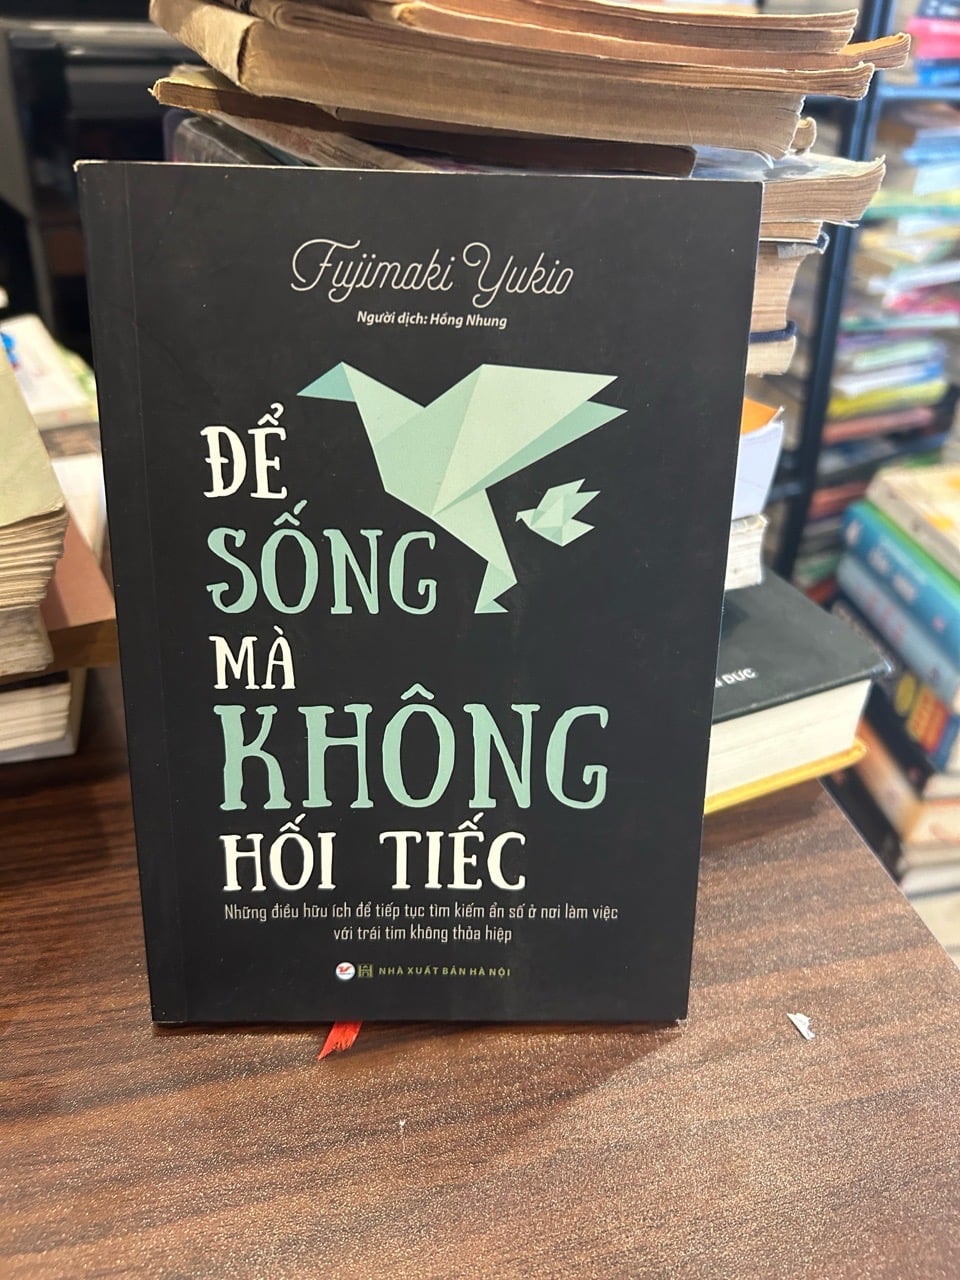 Fujimaki Yukio
Người dịch: Hồng Nhung
ĐỂ
SỐNG
MÀ
KHÔNG
HỐI TIẾC
Những điều hữu ích để tiếp tục tìm kiếm ẩn số ở nơi làm việc
với trái tim không thỏa hiệp
NHÀ XUẤT BẢN HÀ NỘI
ĐỨC